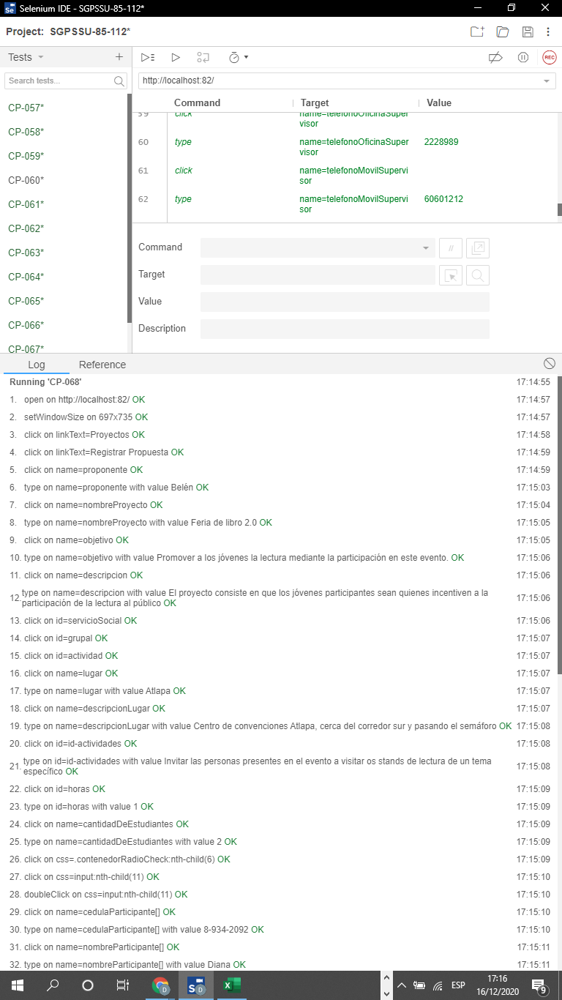 Selenium IDE - SGPSSU-85-112*
Project: SGPSSU-85-112*
Tests
REC
Search tests...
http://localhost:82/
Command Target Value
CP-057*
CP-058*
CP-059*
CP-060*
CP-061*
CP-062*
CP-063*
CP-064*
CP-065*
CP-066*
CP-067*
59 click name=telefonoOficinaSuper
visor
60 type name=telefonoOficinaSuper 2228989
visor
61 click name=telefonoMovilSupervi
sor
62 type name=telefonoMovilSupervi 60601212
sor
Command //
Target
Value
Description
Log Reference
Running 'CP-068' 17:14:55
1. open on http://localhost:82/ OK 17:14:57
2. setWindowSize on 697x735 OK 17:14:57
3. click on linkText=Proyectos OK 17:14:58
4. click on linkText=Registrar Propuesta OK 17:14:59
5. click on name=proponente OK 17:14:59
6. type on name=proponente with value Belén OK 17:15:03
7. click on name=nombreProyecto OK 17:15:04
8. type on name=nombreProyecto with value Feria de libro 2.0 OK 17:15:05
9. click on name=objetivo OK 17:15:05
10. type on name=objetivo with value Promover a los jóvenes la lectura mediante la participación en este evento. OK 17:15:06
11. click on name=descripcion OK 17:15:06
12. type on name=descripcion with value El proyecto consiste en que los jóvenes participantes sean quienes incentiven a la 17:15:06
participación de la lectura al público OK
13. click on id=servicioSocial OK 17:15:06
14. click on id=grupal OK 17:15:07
15. click on id=actividad OK 17:15:07
16. click on name=lugar OK 17:15:07
17. type on name=lugar with value Atlapa OK 17:15:07
18. click on name=descripcionLugar OK 17:15:07
19. type on name=descripcionLugar with value Centro de convenciones Atlapa, cerca del corredor sur y pasando el semáforo OK 17:15:08
20. click on id=id-actividades OK 17:15:08
21. type on id=id-actividades with value Invitar las personas presentes en el evento a visitar os stands de lectura de un tema 17:15:08
específico OK
22. click on id=horas OK 17:15:09
23. type on id=horas with value 1 OK 17:15:09
24. click on name=cantidadDeEstudiantes OK 17:15:09
25. type on name=cantidadDeEstudiantes with value 2 OK 17:15:09
26. click on css=.contenedorRadioCheck:nth-child(6) OK 17:15:09
27. click on css=input:nth-child(11) OK 17:15:10
28. doubleClick on css=input:nth-child(11) OK 17:15:10
29. click on name=cedulaParticipante[] OK 17:15:10
30. type on name=cedulaParticipante[] with value 8-934-2092 OK 17:15:10
31. click on name=nombreParticipante[] OK 17:15:11
32. type on name=nombreParticipante[] with value Diana OK 17:15:11
ESP
17:16
16/12/2020
9